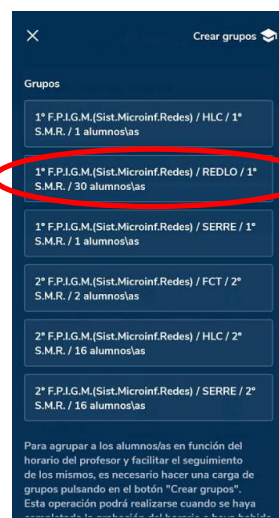 Crear grupos
Grupos
1º F.P.I.G.M.(Sist.Microinf.Redes) / HLC / 1º
S.M.R. / 1 alumnos\as
1º F.P.I.G.M.(Sist.Microinf.Redes) / REDLO / 1º
S.M.R. / 30 alumnos\as
1º F.P.I.G.M.(Sist.Microinf.Redes) / SERRE / 1º
S.M.R. / 1 alumnos\as
2º F.P.I.G.M.(Sist.Microinf.Redes) / FCT / 2º
S.M.R. / 2 alumnos\as
2º F.P.I.G.M.(Sist.Microinf.Redes) / HLC / 2º
S.M.R. / 16 alumnos\as
2º F.P.I.G.M.(Sist.Microinf.Redes) / SERRE / 2º
S.M.R. / 16 alumnos\as
Para agrupar a los alumnos/as en función del
horario del profesor y facilitar el seguimiento
de los mismos, es necesario hacer una carga de
grupos pulsando en el botón "Crear grupos".
Esta operación podrá realizarse cuando se haya